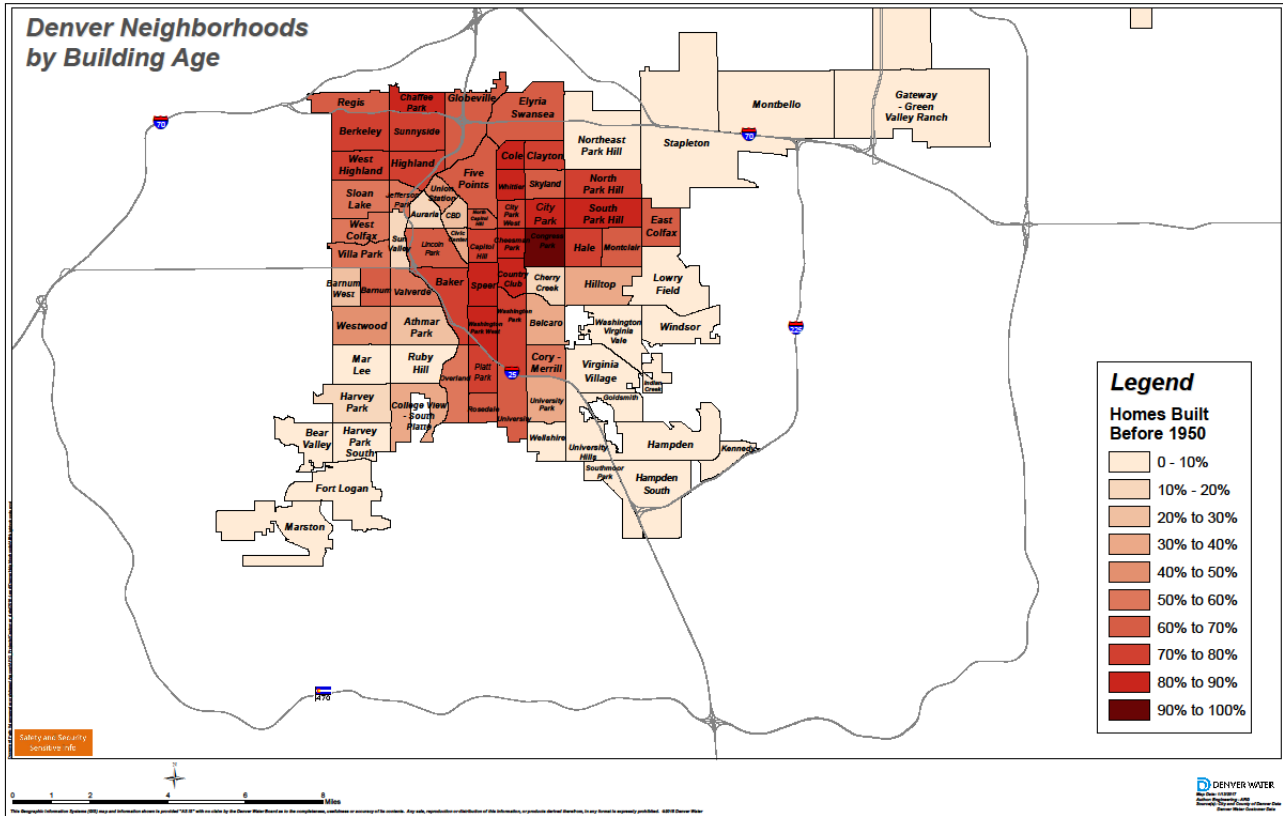 Denver Neighborhoods
by Building Age
Regis
Chaffee
Park
Globeville
Elyria
Swansea
Montbello
Gateway
- Green
Valley Ranch
70
Berkeley
Sunnyside
Northeast
Park Hill
Stapleton
70
West
Highland
Highland
Five
Points
Cole
Clayton
Sloan
Lake
Jefferson
Park
Union
Station
Whittier
Skyland
North
Park Hill
Auraria
CBD
North
Capitol
Hill
City
Park
West
City
Park
South
Park Hill
East
Colfax
West
Colfax
Sun
Valley
Lincoln
Park
Civic
Center
Capitol
Hill
Cheesman
Park
Congress
Park
Hale
Montclair
Villa Park
Barnum
West
Barnum
Valverde
Baker
Speer
Country
Club
Cherry
Creek
Hilltop
Lowry
Field
Westwood
Athmar
Park
Washington
Park West
Washington
Park
Belcaro
Washington
Virginia
Vale
Windsor
225
Mar
Lee
Ruby
Hill
Overland
Platt
Park
25
Cory -
Merrill
Virginia
Village
Indian
Creek
Harvey
Park
College View
- South
Platte
Rosedale
University
University
Park
Goldsmith
Bear
Valley
Harvey
Park
South
Wellshire
University
Hills
Hampden
Kennedy
Southmoor
Park
Hampden
South
Fort Logan
Marston
470
Legend
Homes Built
Before 1950
0 - 10%
10% - 20%
20% to 30%
30% to 40%
40% to 50%
50% to 60%
60% to 70%
70% to 80%
80% to 90%
90% to 100%
Safety and Security
Sensitive Info
0 1 2 4 6 8
Miles
DENVER WATER